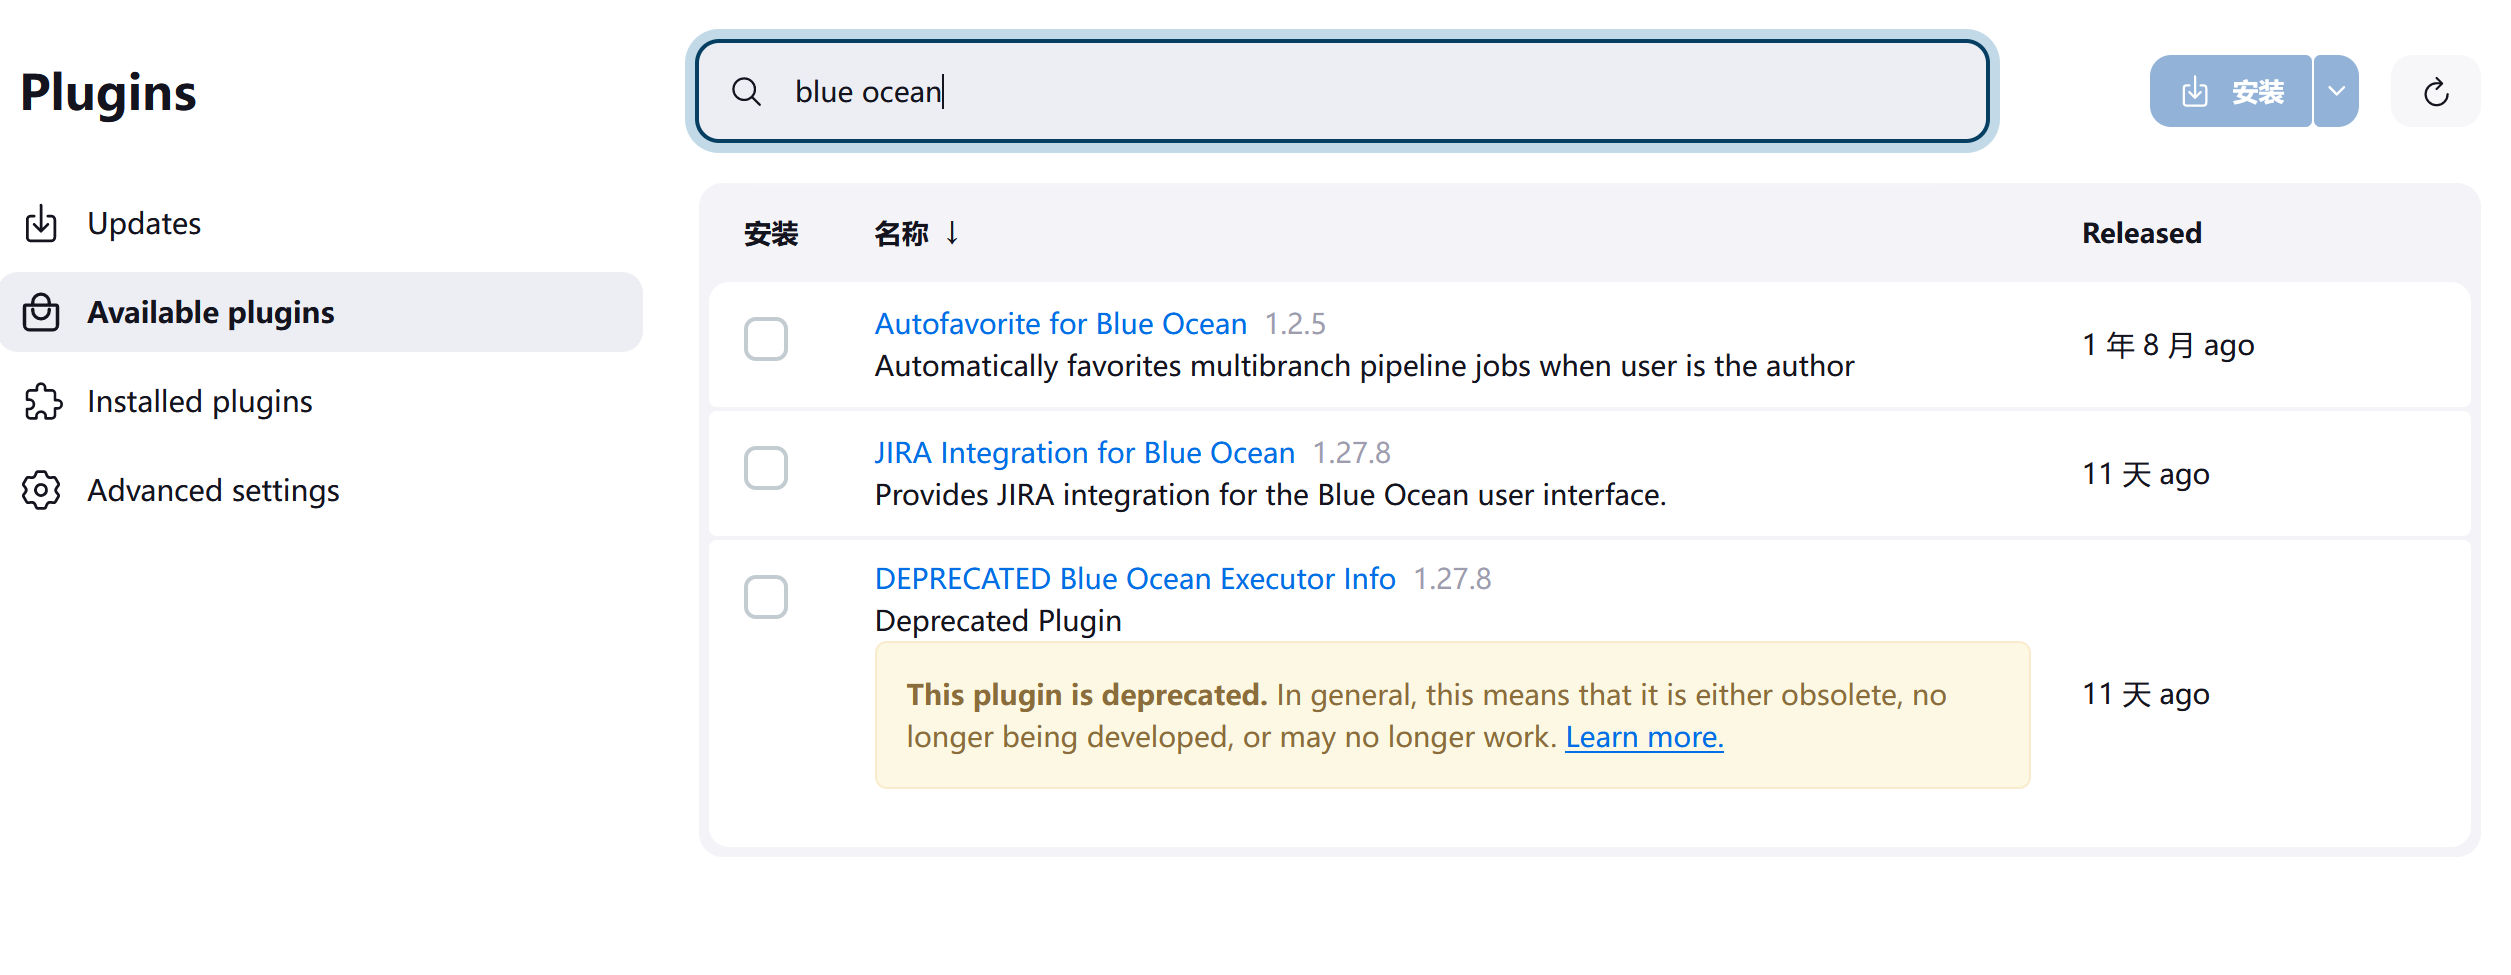 Plugins
blue ocean
安装
Updates
Available plugins
Installed plugins
Advanced settings
安装 名称 ↓ Released
Autofavorite for Blue Ocean 1.2.5
Automatically favorites multibranch pipeline jobs when user is the author
1 年 8 月 ago
JIRA Integration for Blue Ocean 1.27.8
Provides JIRA integration for the Blue Ocean user interface.
11 天 ago
DEPRECATED Blue Ocean Executor Info 1.27.8
Deprecated Plugin
This plugin is deprecated. In general, this means that it is either obsolete, no
longer being developed, or may no longer work. Learn more.
11 天 ago